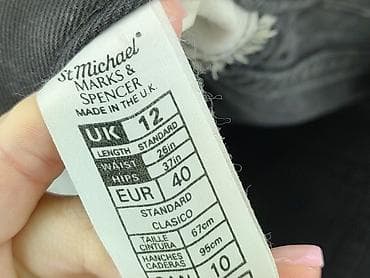 St Michael®
MARKS &
SPENCER
MADE IN THE U.K.
UK 12
LENGTH STANDARD
WAIST 26in
HIPS 37in
EUR 40
STANDARD
CLASICO
TAILLE
CINTURA 67cm
HANCHES
CADERAS 95cm
CAN 10